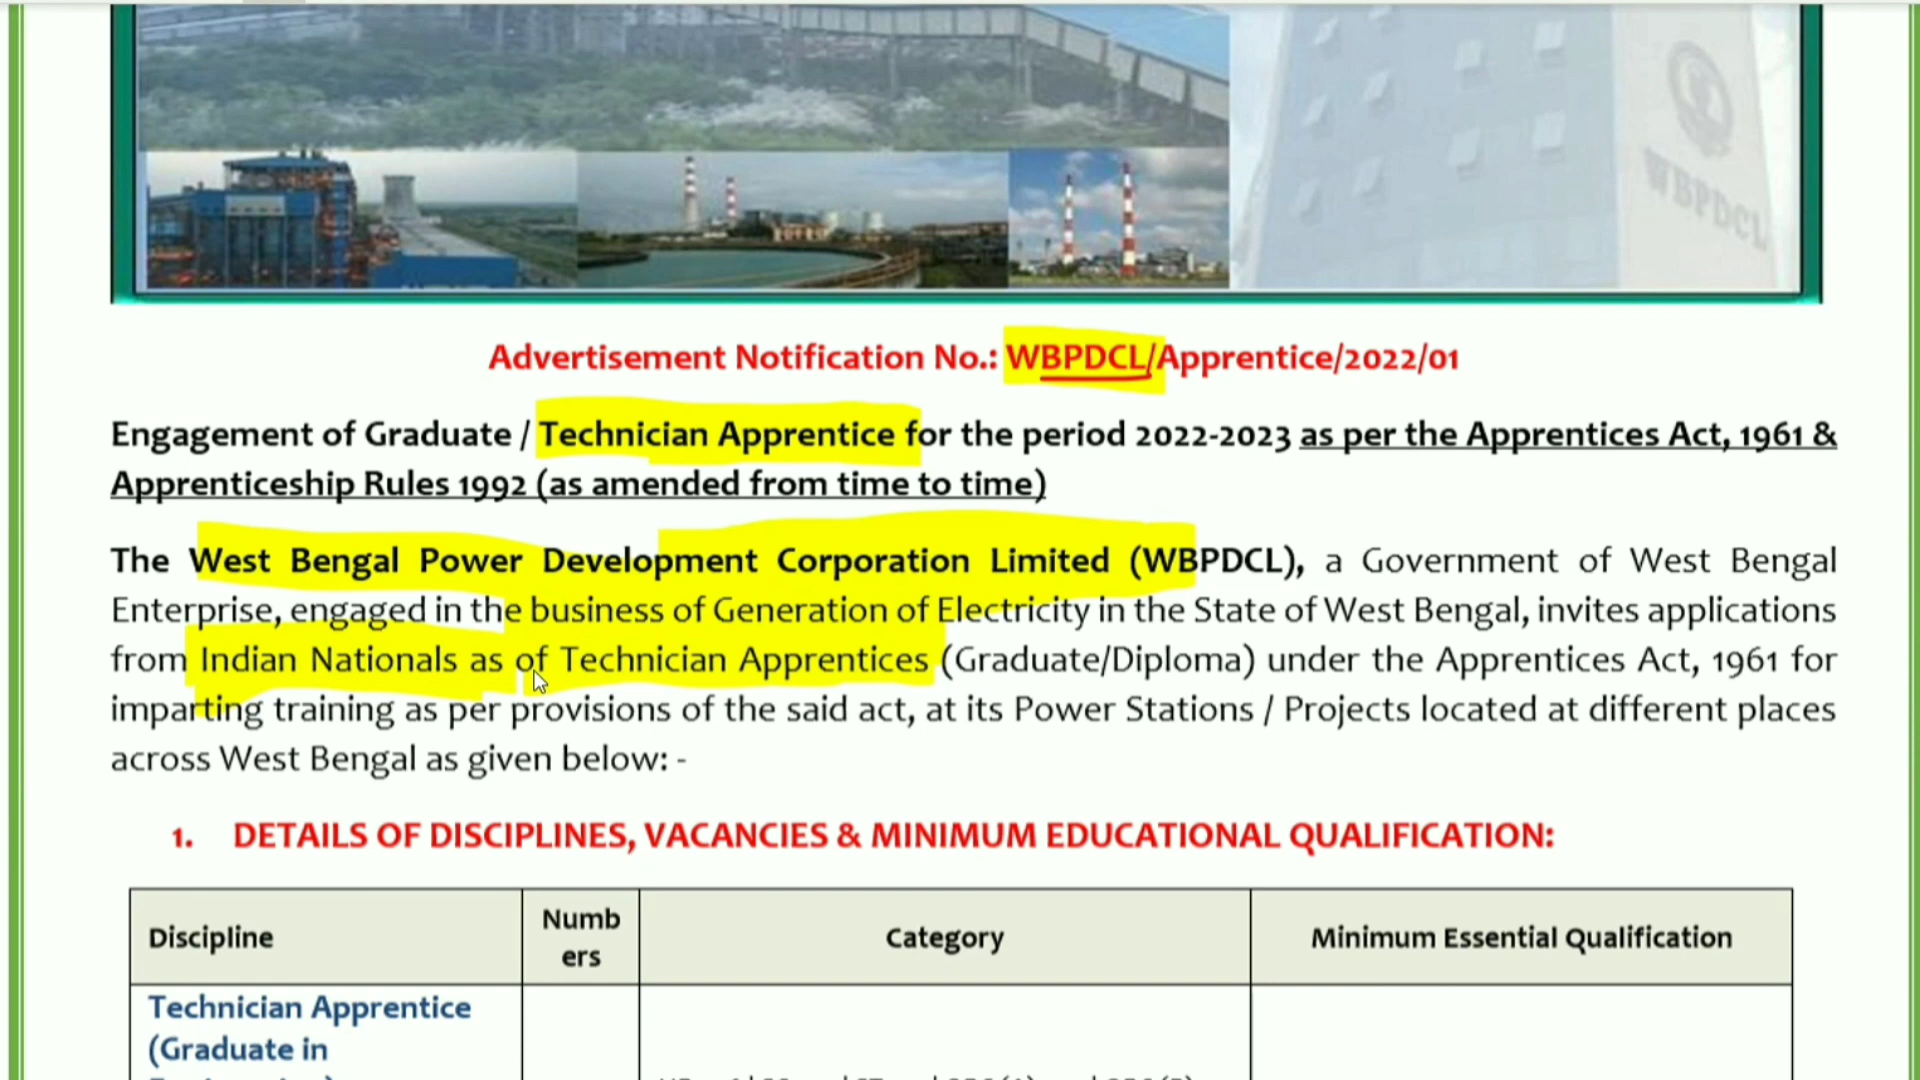 WBPDCL
Advertisement Notification No.: WBPDCL/Apprentice/2022/01
Engagement of Graduate / Technician Apprentice for the period 2022-2023 as per the Apprentices Act, 1961 &
Apprenticeship Rules 1992 (as amended from time to time)
The West Bengal Power Development Corporation Limited (WBPDCL), a Government of West Bengal
Enterprise, engaged in the business of Generation of Electricity in the State of West Bengal, invites applications
from Indian Nationals as of Technician Apprentices (Graduate/Diploma) under the Apprentices Act, 1961 for
imparting training as per provisions of the said act, at its Power Stations / Projects located at different places
across West Bengal as given below: -
1. DETAILS OF DISCIPLINES, VACANCIES & MINIMUM EDUCATIONAL QUALIFICATION:
Discipline
Numb
ers
Category
Minimum Essential Qualification
Technician Apprentice
(Graduate in